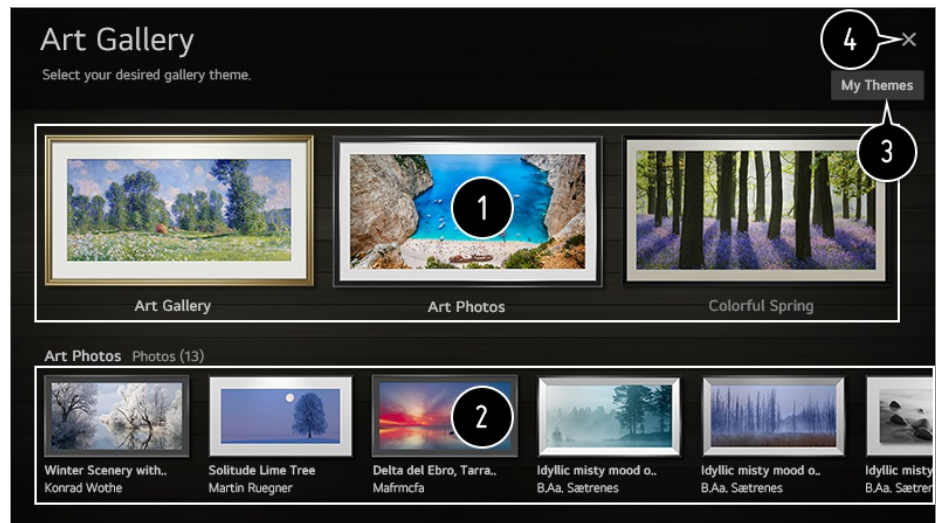 Art Gallery
Select your desired gallery theme.
4
My Themes
3
1
Art Gallery
Art Photos
Colorful Spring
Art Photos Photos (13)
2
Winter Scenery with..
Konrad Wothe
Solitude Lime Tree
Martin Ruegner
Delta del Ebro, Tarra..
Mafrmcfa
Idyllic misty mood o..
B.Aa. Sætrenes
Idyllic misty mood o..
B.Aa. Sætrenes
Idyllic misty
B.Aa. Sætren